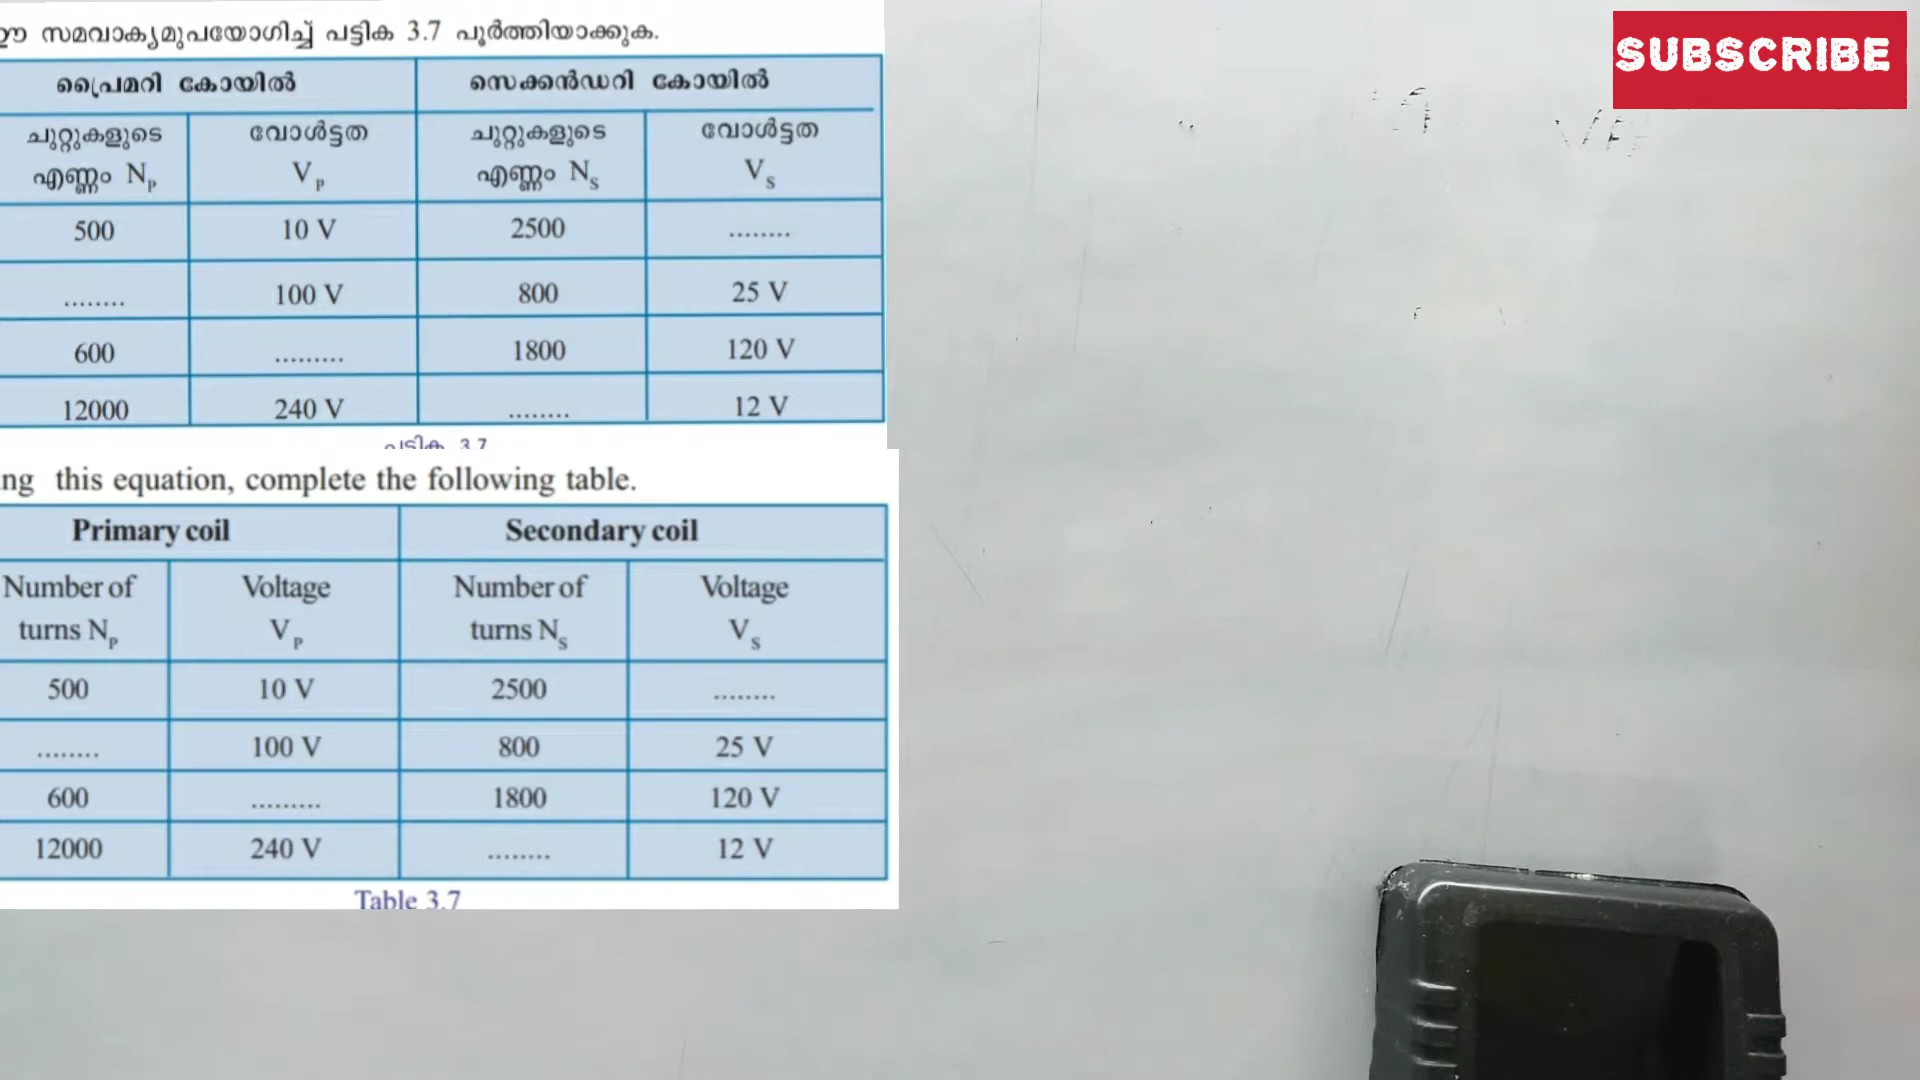 ഈ സമവാക്യമുപയോഗിച്ച് പട്ടിക 3.7 പൂർത്തിയാക്കുക.
പ്രൈമറി കോയിൽ സെക്കൻഡറി കോയിൽ
ചുറ്റുകളുടെ എണ്ണം Np വോൾട്ടത Vp ചുറ്റുകളുടെ എണ്ണം Ns വോൾട്ടത Vs
500 10 V 2500 ........
........ 100 V 800 25 V
600 ......... 1800 120 V
12000 240 V ........ 12 V
പട്ടിക 3.7
ng this equation, complete the following table.
Primary coil Secondary coil
Number of turns Np Voltage Vp Number of turns Ns Voltage Vs
500 10 V 2500 ........
........ 100 V 800 25 V
600 ......... 1800 120 V
12000 240 V ........ 12 V
Table 3.7
SUBSCRIBE